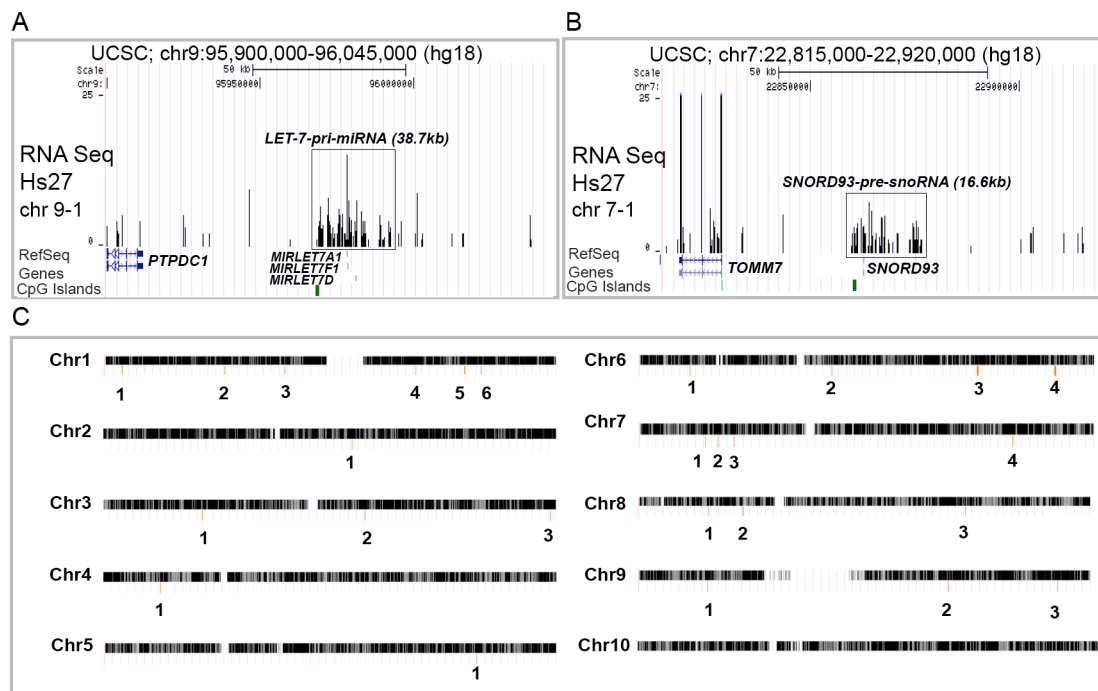 A
UCSC; chr9:95,900,000-96,045,000 (hg18)
Scale
50 kb
chr9:
95950000
96000000
25
LET-7-pri-miRNA (38.7kb)
RNA Seq
Hs27
chr 9-1
0
RefSeq
Genes
CpG Islands
PTPDC1
MIRLET7A1
MIRLET7F1
MIRLET7D
B
UCSC; chr7:22,815,000-22,920,000 (hg18)
Scale
50 kb
chr7:
22850000
22900000
25
SNORD93-pre-snoRNA (16.6kb)
RNA Seq
Hs27
chr 7-1
0
RefSeq
Genes
CpG Islands
TOMM7
SNORD93
C
Chr1
1 2 3 4 5 6
Chr2
1
Chr3
1 2 3
Chr4
1
Chr5
1
Chr6
1 2 3 4
Chr7
1 2 3 4
Chr8
1 2 3
Chr9
1 2 3
Chr10